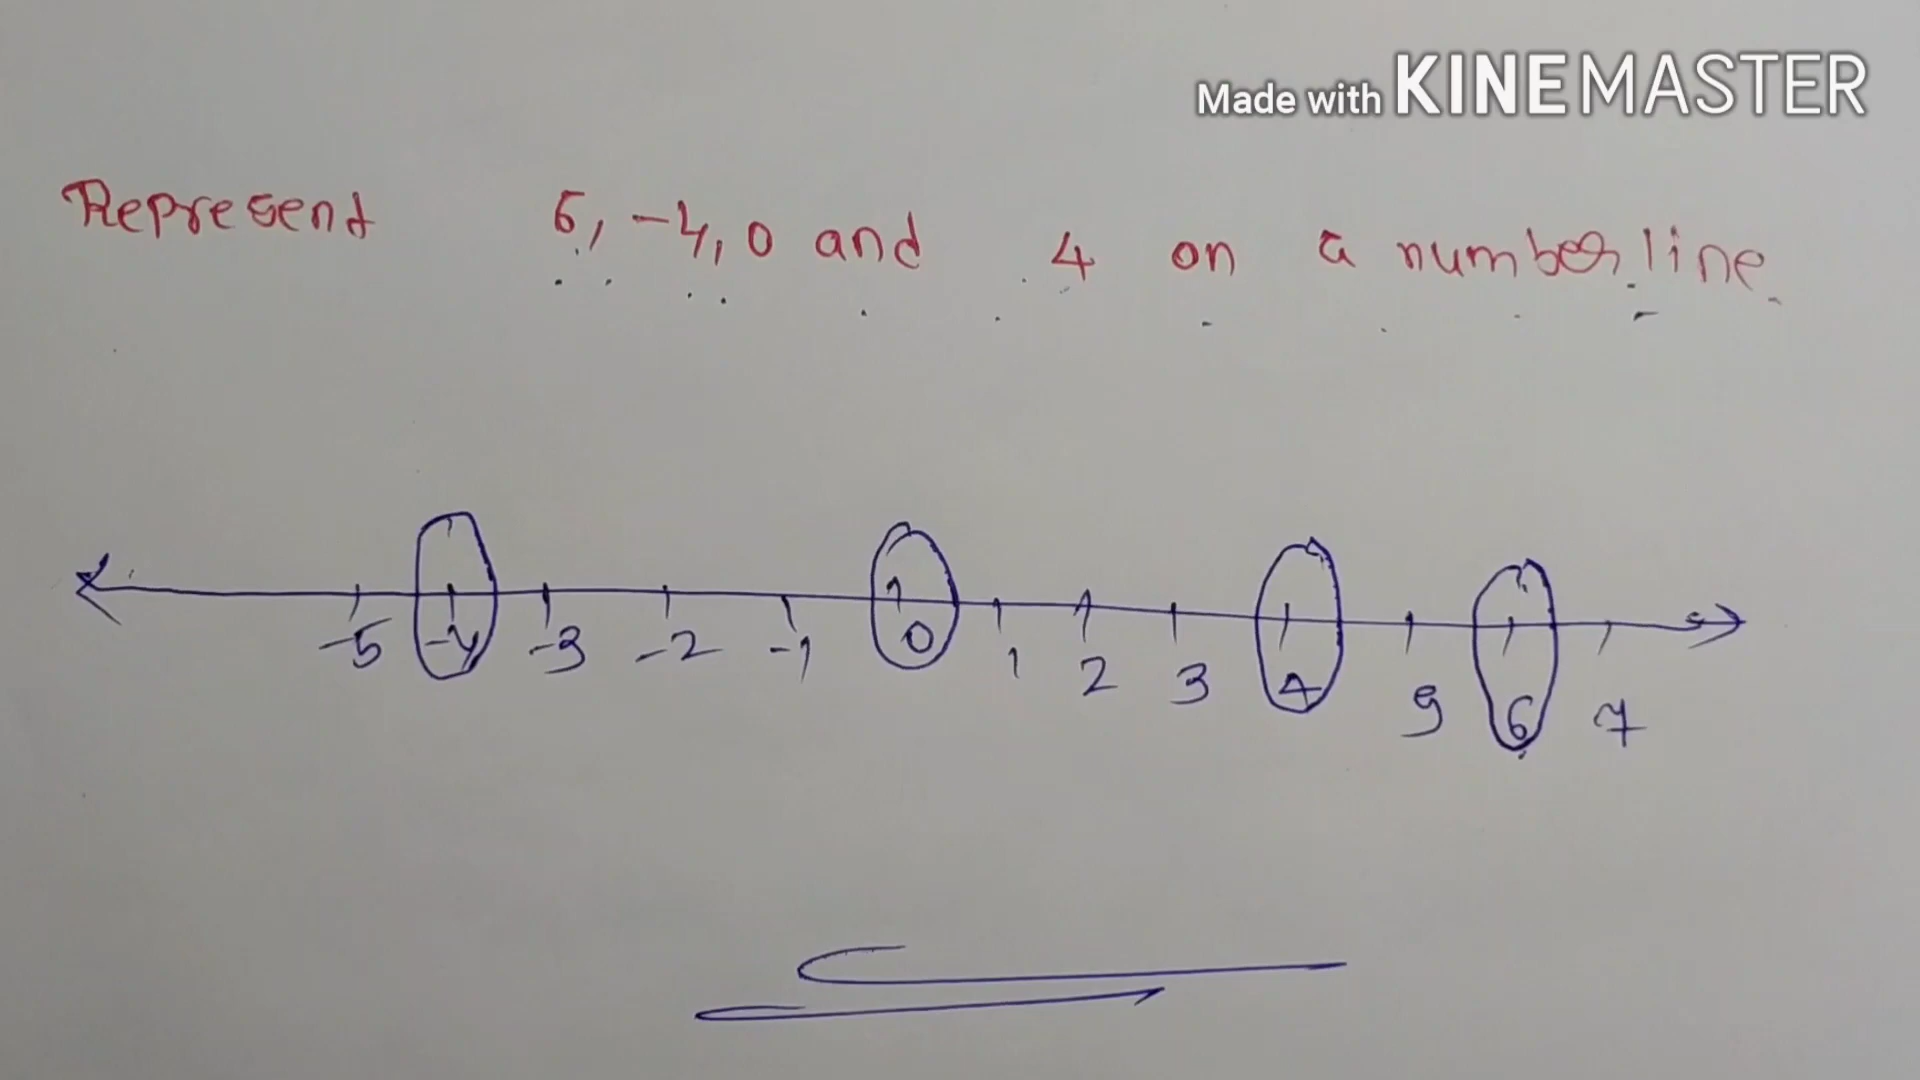 Made with KINEMASTER
Represent 6, -4, 0 and 4 on a number line
-5 -4 -3 -2 -1 0 1 2 3 4 5 6 7